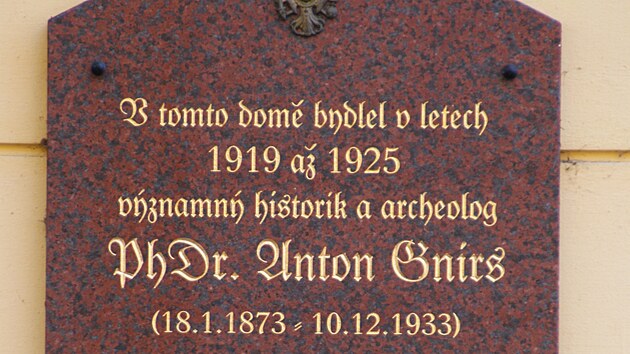 V tomto domě bydlel v letech
1919 až 1925
významný historik a archeolog
PhDr. Anton Gnirs
(18.1.1873 - 10.12.1933)